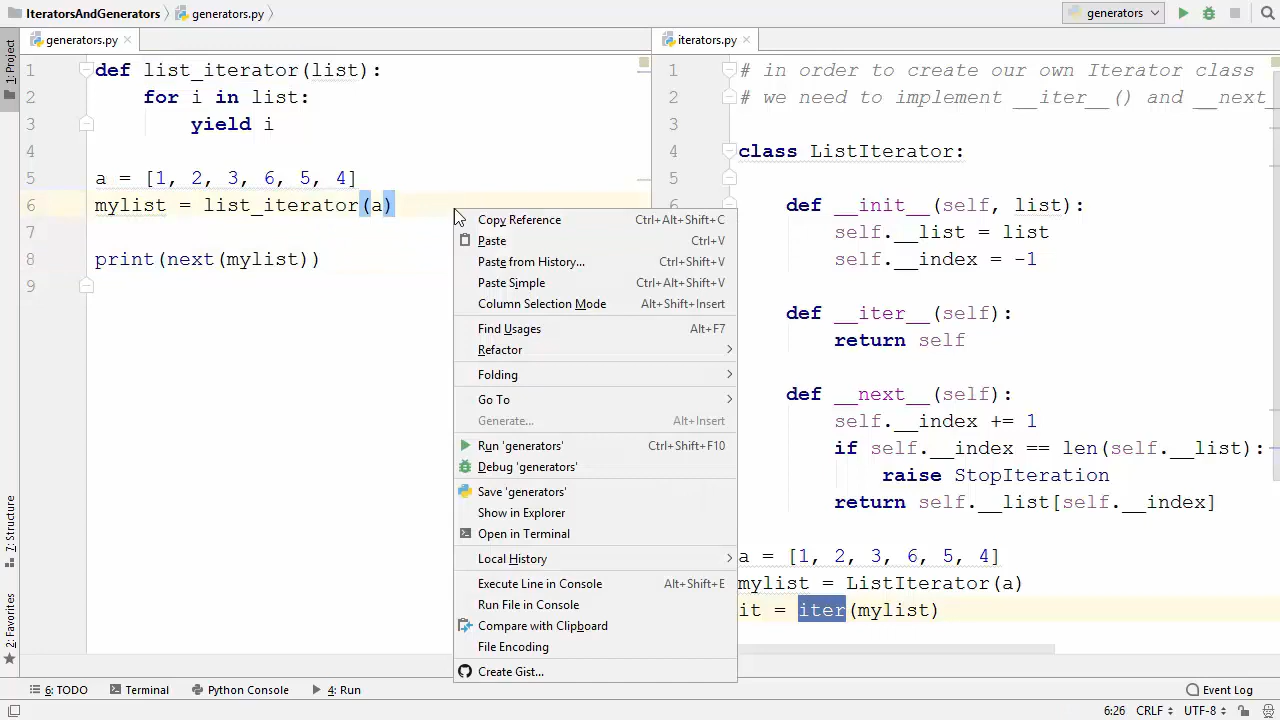 IteratorsAndGenerators
generators.py
generators
generators.py
iterators.py
1: Project
7: Structure
2: Favorites
1 def list_iterator(list):
2 for i in list:
3 yield i
4
5 a = [1, 2, 3, 6, 5, 4]
6 mylist = list_iterator(a)
7
8 print(next(mylist))
9
Copy Reference Ctrl+Alt+Shift+C
Paste Ctrl+V
Paste from History... Ctrl+Shift+V
Paste Simple Ctrl+Alt+Shift+V
Column Selection Mode Alt+Shift+Insert
Find Usages Alt+F7
Refactor
Folding
Go To
Generate... Alt+Insert
Run 'generators' Ctrl+Shift+F10
Debug 'generators'
Save 'generators'
Show in Explorer
Open in Terminal
Local History
Execute Line in Console Alt+Shift+E
Run File in Console
Compare with Clipboard
File Encoding
Create Gist...
1 # in order to create our own Iterator class
2 # we need to implement __iter__() and __next_
3
4 class ListIterator:
5
6 def __init__(self, list):
self.__list = list
self.__index = -1
def __iter__(self):
return self
def __next__(self):
self.__index += 1
if self.__index == len(self.__list):
raise StopIteration
return self.__list[self.__index]
a = [1, 2, 3, 6, 5, 4]
mylist = ListIterator(a)
it = iter(mylist)
6: TODO
Terminal
Python Console
4: Run
Event Log
6:26 CRLF UTF-8